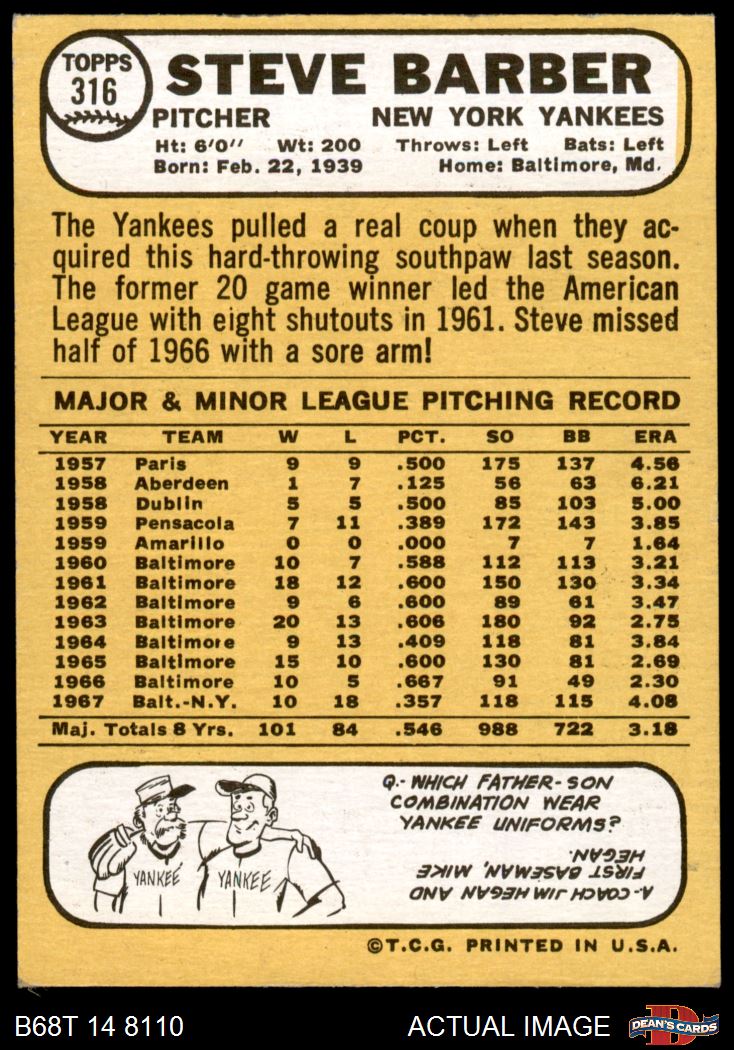 TOPPS
316
STEVE BARBER
PITCHER NEW YORK YANKEES
Ht: 6'0" Wt: 200 Throws: Left Bats: Left
Born: Feb. 22, 1939 Home: Baltimore, Md.
The Yankees pulled a real coup when they ac-
quired this hard-throwing southpaw last season.
The former 20 game winner led the American
League with eight shutouts in 1961. Steve missed
half of 1966 with a sore arm!
MAJOR & MINOR LEAGUE PITCHING RECORD
YEAR TEAM W L PCT. SO BB ERA
1957 Paris 9 9 .500 175 137 4.56
1958 Aberdeen 1 7 .125 56 63 6.21
1958 Dublin 5 5 .500 85 103 5.00
1959 Pensacola 7 11 .389 172 143 3.85
1959 Amarillo 0 0 .000 7 7 1.64
1960 Baltimore 10 7 .588 112 113 3.21
1961 Baltimore 18 12 .600 150 130 3.34
1962 Baltimore 9 6 .600 89 61 3.47
1963 Baltimore 20 13 .606 180 92 2.75
1964 Baltimore 9 13 .409 118 81 3.84
1965 Baltimore 15 10 .600 130 81 2.69
1966 Baltimore 10 5 .667 91 49 2.30
1967 Balt.-N.Y. 10 18 .357 118 115 4.08
Maj. Totals 8 Yrs. 101 84 .546 988 722 3.18
YANKEE YANKEE
Q.- WHICH FATHER-SON
COMBINATION WEAR
YANKEE UNIFORMS?
A. COACH JIM HEGAN AND
FIRST BASEMAN, MIKE
HEGAN.
©T.C.G. PRINTED IN U.S.A.
B68T 14 8110 ACTUAL IMAGE DEAN'S CARDS